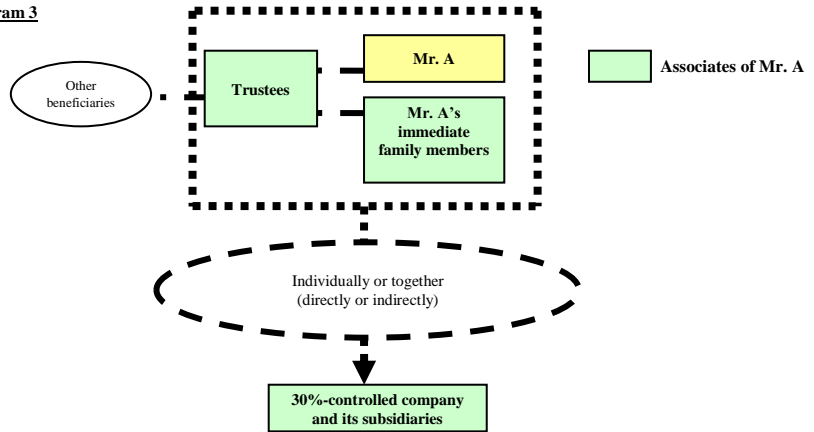 ram 3
Mr. A
Associates of Mr. A
Other
beneficiaries
Trustees
Mr. A's
immediate
family members
Individually or together
(directly or indirectly)
30%-controlled company
and its subsidiaries